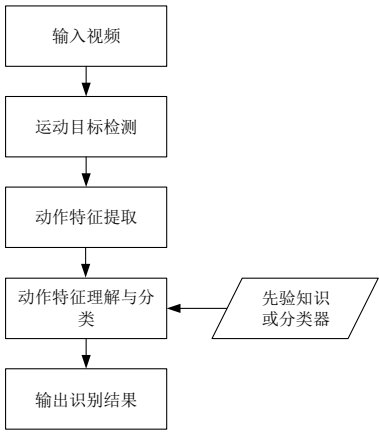 输入视频
运动目标检测
动作特征提取
动作特征理解与分
类
先验知识
或分类器
输出识别结果